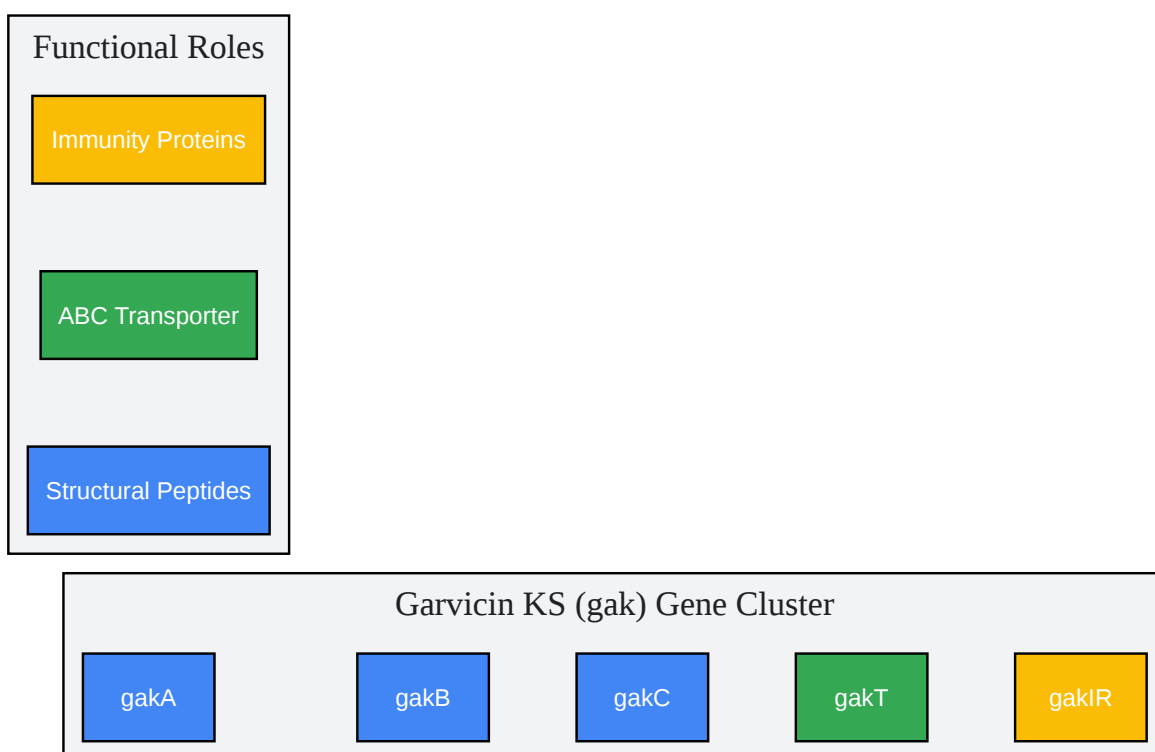 Functional Roles
Immunity Proteins
ABC Transporter
Structural Peptides
Garvicin KS (gak) Gene Cluster
gakA gakB gakC gakT gakIR